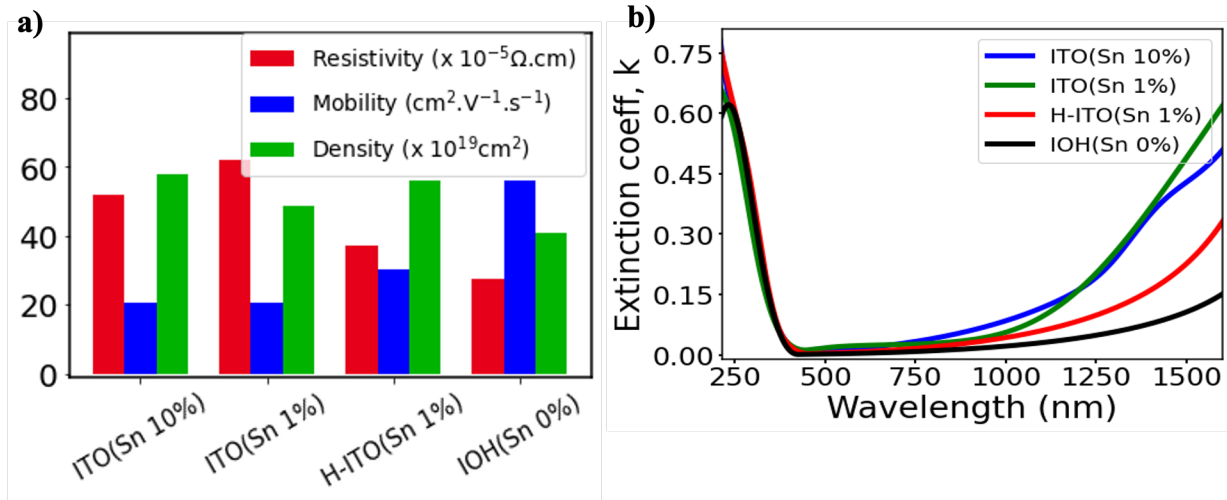 a)
Resistivity (x 10⁻⁵Ω.cm)
Mobility (cm².V⁻¹.s⁻¹)
Density (x 10¹⁹cm²)
80
60
40
20
0
ITO(Sn 10%)
ITO(Sn 1%)
H-ITO(Sn 1%)
IOH(Sn 0%)
b)
Extinction coeff, k
0.75
0.60
0.45
0.30
0.15
0.00
ITO(Sn 10%)
ITO(Sn 1%)
H-ITO(Sn 1%)
IOH(Sn 0%)
250 500 750 1000 1250 1500
Wavelength (nm)